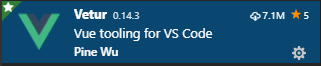 Vetur 0.14.3 7.1M 5
Vue tooling for VS Code
Pine Wu